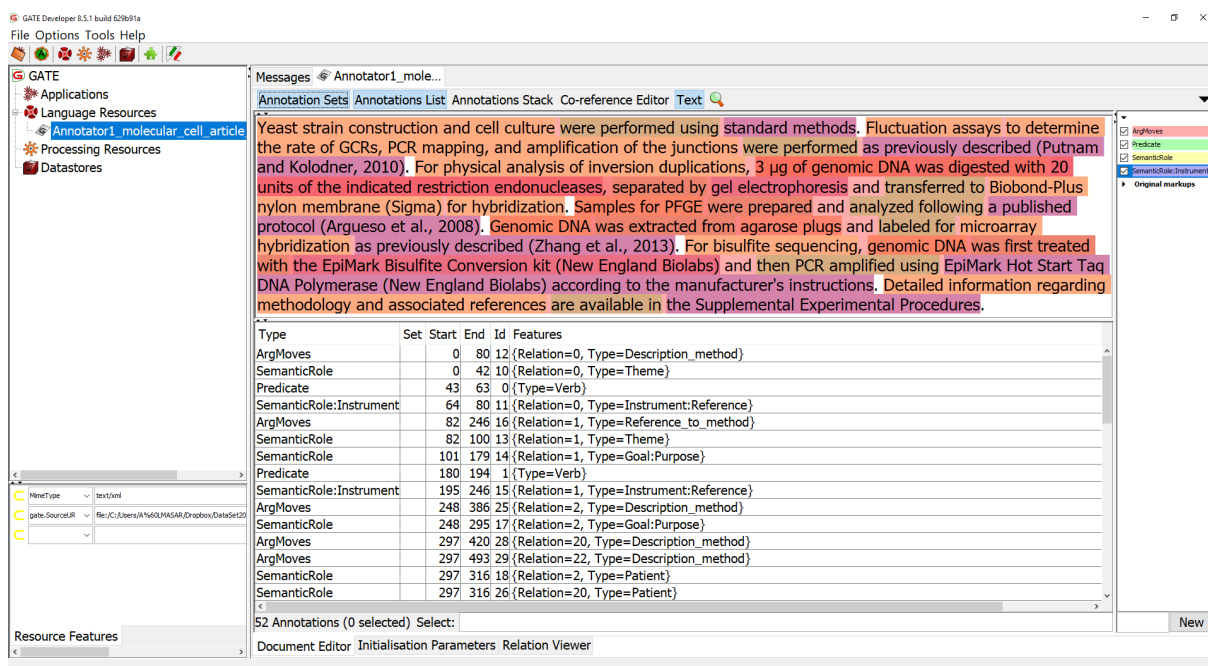 GATE Developer 8.5.1 build 629b91a
File Options Tools Help
GATE
Applications
Language Resources
Annotator1_molecular_cell_article
Processing Resources
Datastores
MimeType text/xml
gate.SourceUR file:/C:/Users/A%60LMASAR/Dropbox/DataSet20
Resource Features
Messages Annotator1_mole...
Annotation Sets Annotations List Annotations Stack Co-reference Editor Text
Yeast strain construction and cell culture were performed using standard methods. Fluctuation assays to determine
the rate of GCRs, PCR mapping, and amplification of the junctions were performed as previously described (Putnam
and Kolodner, 2010). For physical analysis of inversion duplications, 3 μg of genomic DNA was digested with 20
units of the indicated restriction endonucleases, separated by gel electrophoresis and transferred to Biobond-Plus
nylon membrane (Sigma) for hybridization. Samples for PFGE were prepared and analyzed following a published
protocol (Argueso et al., 2008). Genomic DNA was extracted from agarose plugs and labeled for microarray
hybridization as previously described (Zhang et al., 2013). For bisulfite sequencing, genomic DNA was first treated
with the EpiMark Bisulfite Conversion kit (New England Biolabs) and then PCR amplified using EpiMark Hot Start Taq
DNA Polymerase (New England Biolabs) according to the manufacturer's instructions. Detailed information regarding
methodology and associated references are available in the Supplemental Experimental Procedures.
Type Set Start End Id Features
ArgMoves 0 80 12 {Relation=0, Type=Description_method}
SemanticRole 0 42 10 {Relation=0, Type=Theme}
Predicate 43 63 0 {Type=Verb}
SemanticRole:Instrument 64 80 11 {Relation=0, Type=Instrument:Reference}
ArgMoves 82 246 16 {Relation=1, Type=Reference_to_method}
SemanticRole 82 100 13 {Relation=1, Type=Theme}
SemanticRole 101 179 14 {Relation=1, Type=Goal:Purpose}
Predicate 180 194 1 {Type=Verb}
SemanticRole:Instrument 195 246 15 {Relation=1, Type=Instrument:Reference}
ArgMoves 248 386 25 {Relation=2, Type=Description_method}
SemanticRole 248 295 17 {Relation=2, Type=Goal:Purpose}
ArgMoves 297 420 28 {Relation=20, Type=Description_method}
ArgMoves 297 493 29 {Relation=22, Type=Description_method}
SemanticRole 297 316 18 {Relation=2, Type=Patient}
SemanticRole 297 316 26 {Relation=20, Type=Patient}
52 Annotations (0 selected) Select:
Document Editor Initialisation Parameters Relation Viewer
ArgMoves
Predicate
SemanticRole
SemanticRole:Instrument
Original markups
New